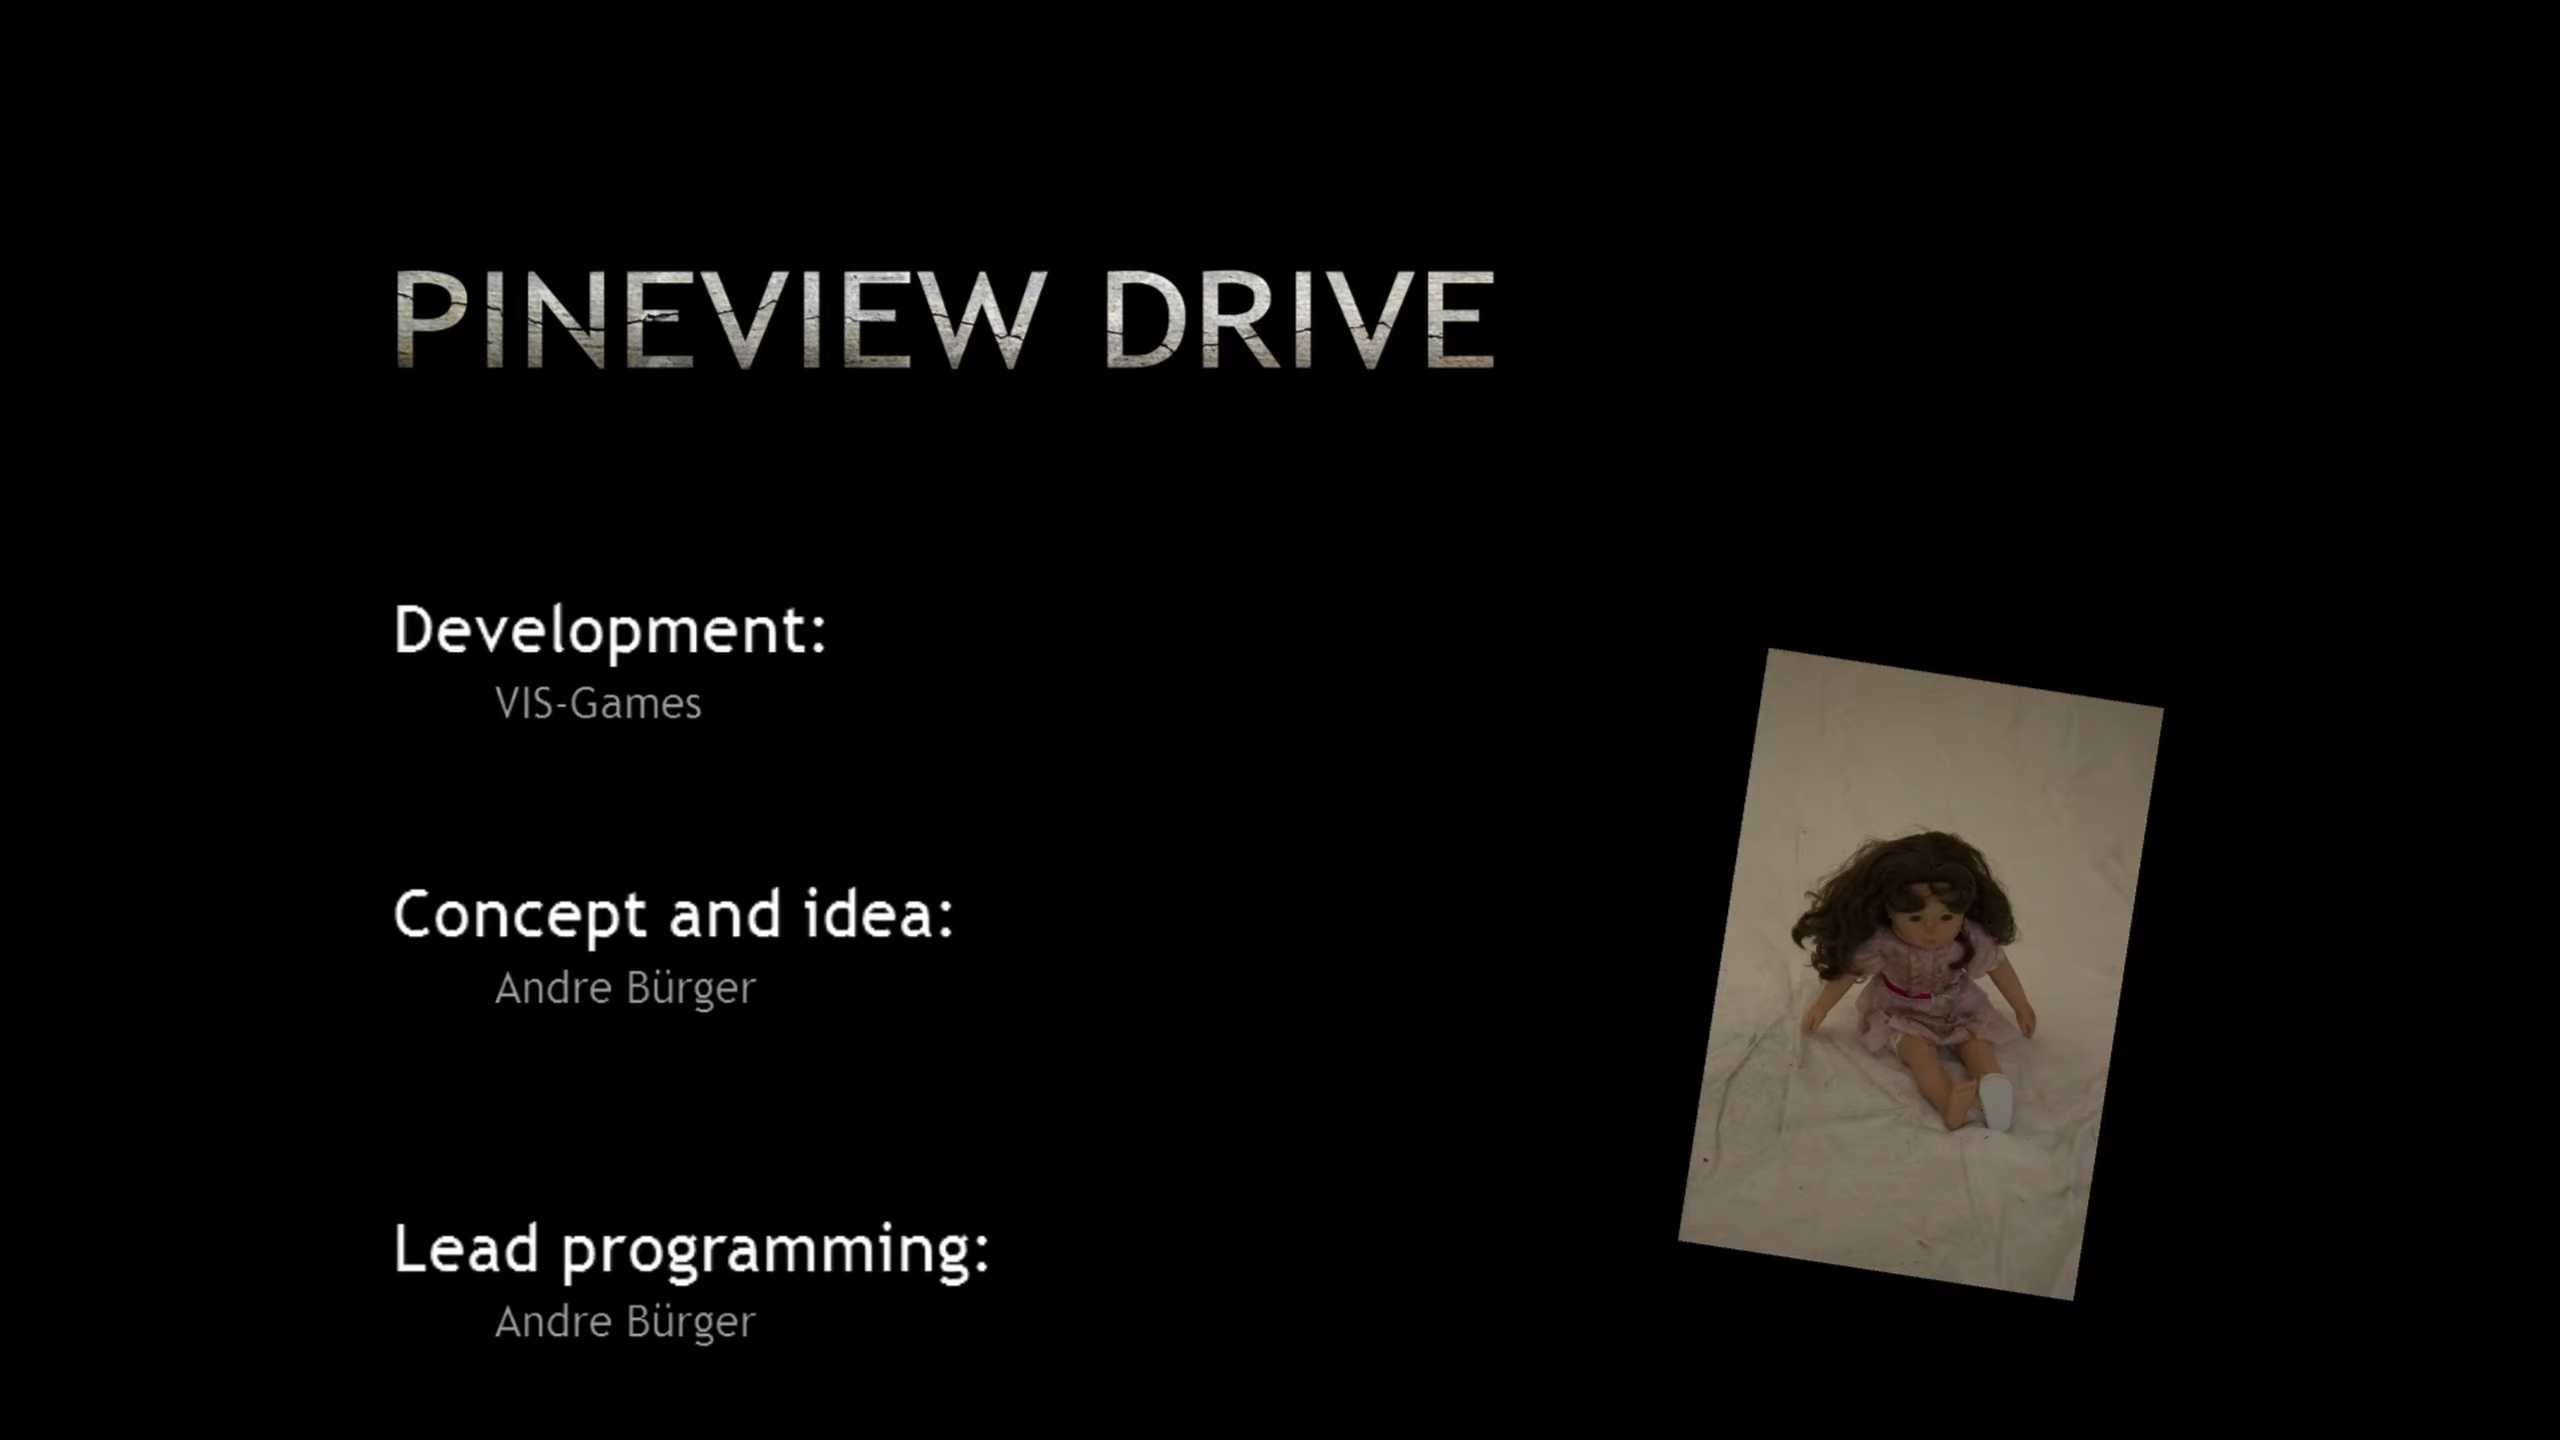 PINEVIEW DRIVE
Development:
VIS-Games
Concept and idea:
Andre Bürger
Lead programming:
Andre Bürger